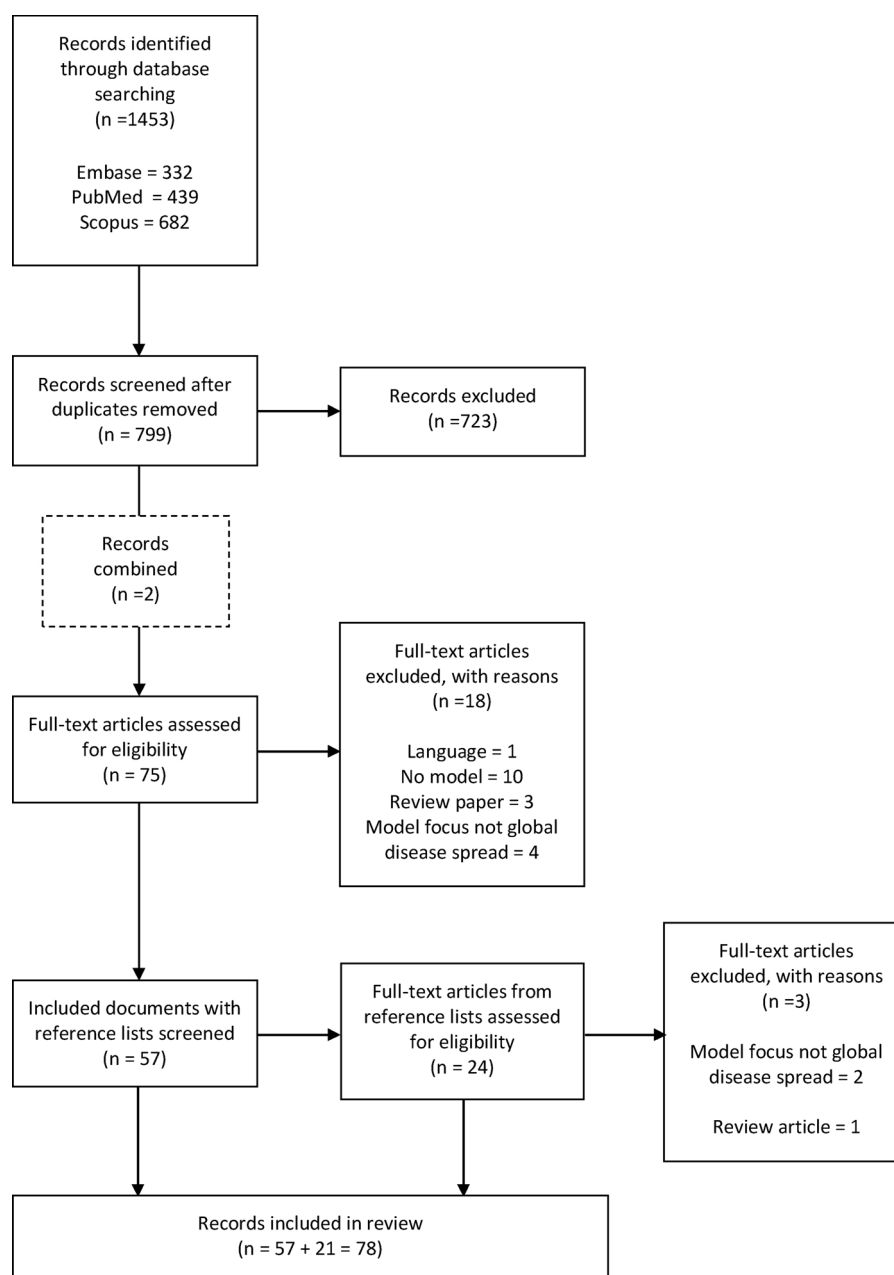 Records identified
through database
searching
(n =1453)
Embase = 332
PubMed  = 439
Scopus = 682
Records screened after
duplicates removed
(n = 799)
Records excluded
(n =723)
Records
combined
(n =2)
Full-text articles assessed
for eligibility
(n = 75)
Full-text articles
excluded, with reasons
(n =18)
Language = 1
No model = 10
Review paper = 3
Model focus not global
disease spread = 4
Included documents with
reference lists screened
(n = 57)
Full-text articles from
reference lists assessed
for eligibility
(n = 24)
Full-text articles
excluded, with reasons
(n =3)
Model focus not global
disease spread = 2
Review article = 1
Records included in review
(n = 57 + 21 = 78)